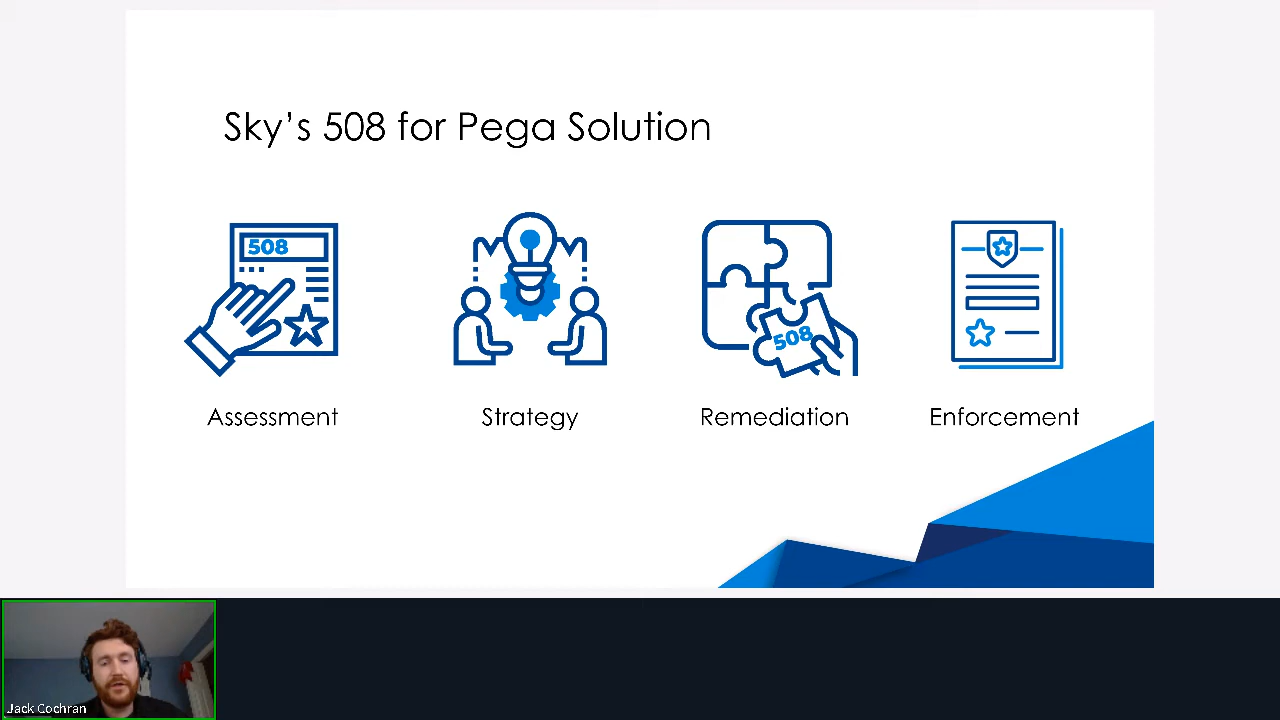 Sky's 508 for Pega Solution
508
508
Assessment
Strategy
Remediation
Enforcement
Jack Cochran